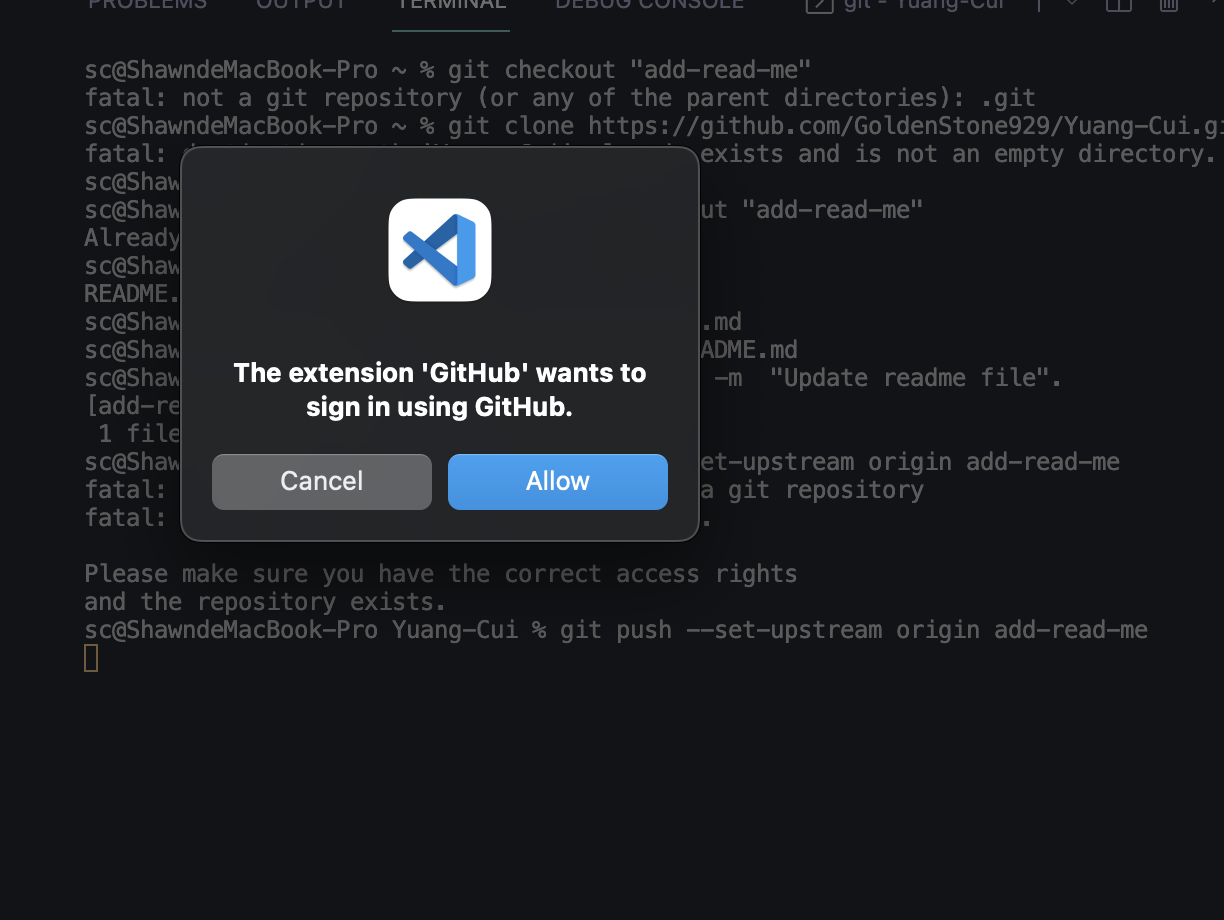 PROBLEMS OUTPUT TERMINAL DEBUG CONSOLE git - Yuang-Cui
sc@ShawndeMacBook-Pro ~ % git checkout "add-read-me"
fatal: not a git repository (or any of the parent directories): .git
sc@ShawndeMacBook-Pro ~ % git clone https://github.com/GoldenStone929/Yuang-Cui.gi
fatal: exists and is not an empty directory.
sc@Shaw
sc@Shaw ut "add-read-me"
Already
sc@Shaw
README.
sc@Shaw .md
sc@Shaw ADME.md
sc@Shaw -m "Update readme file".
[add-re
1 file
sc@Shaw et-upstream origin add-read-me
fatal: a git repository
fatal: .
The extension 'GitHub' wants to
sign in using GitHub.
Cancel Allow
Please make sure you have the correct access rights
and the repository exists.
sc@ShawndeMacBook-Pro Yuang-Cui % git push --set-upstream origin add-read-me